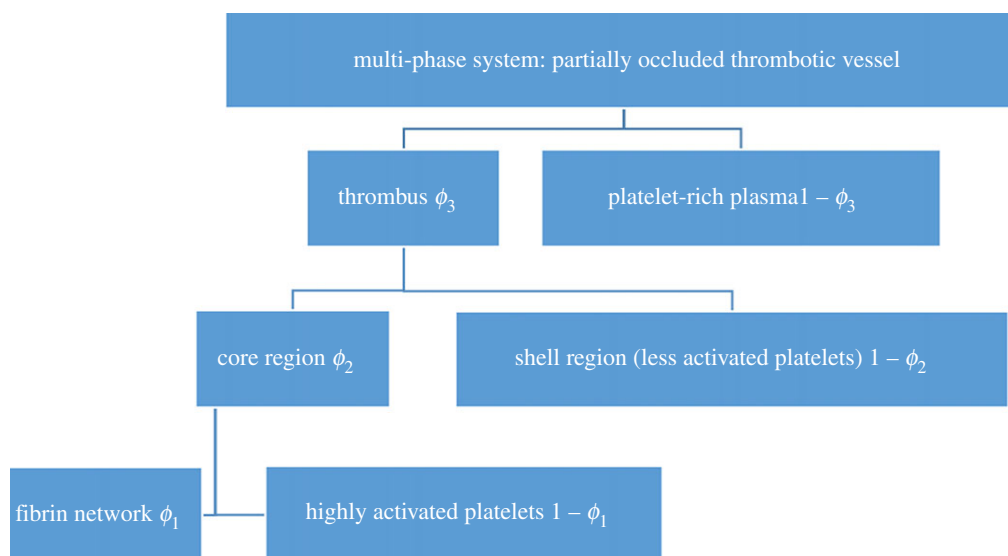 multi-phase system: partially occluded thrombotic vessel
thrombus ϕ₃
platelet-rich plasma1 – ϕ₃
core region ϕ₂
shell region (less activated platelets) 1 – ϕ₂
fibrin network ϕ₁
highly activated platelets 1 – ϕ₁